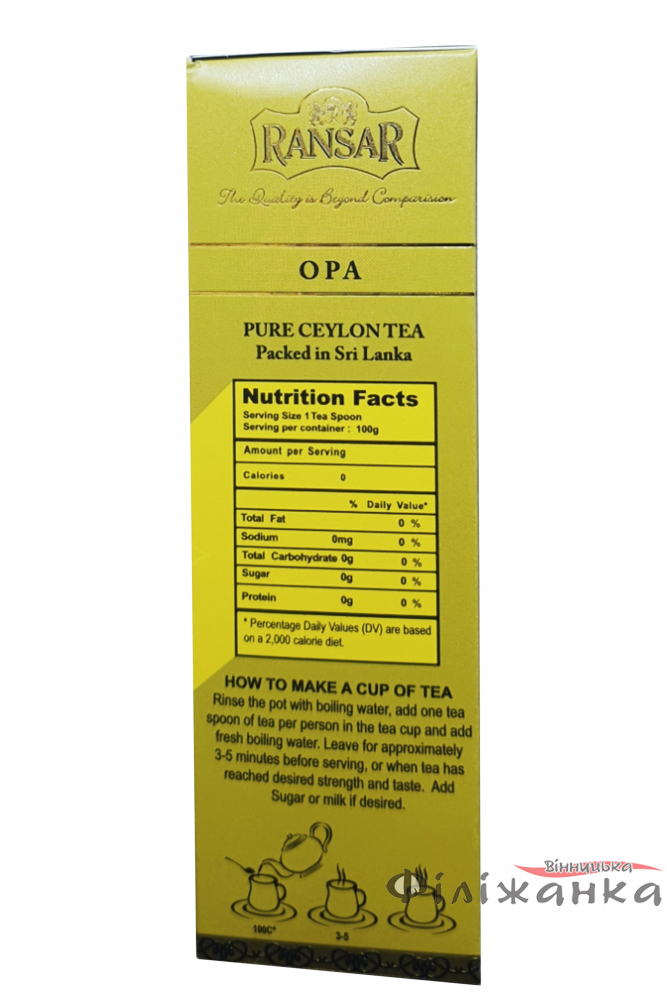 RANSAR
The Quality is Beyond Comparision
OPA
PURE CEYLON TEA
Packed in Sri Lanka
Nutrition Facts
Serving Size 1 Tea Spoon
Serving per container : 100g
Amount per Serving
Calories 0
% Daily Value*
Total Fat 0 %
Sodium 0mg 0 %
Total Carbohydrate 0g 0 %
Sugar 0g 0 %
Protein 0g 0 %
* Percentage Daily Values (DV) are based
on a 2,000 calorie diet.
HOW TO MAKE A CUP OF TEA
Rinse the pot with boiling water, add one tea
spoon of tea per person in the tea cup and add
fresh boiling water. Leave for approximately
3-5 minutes before serving, or when tea has
reached desired strength and taste. Add
Sugar or milk if desired.
Вінницька
Філіжанка
100C°
3-5